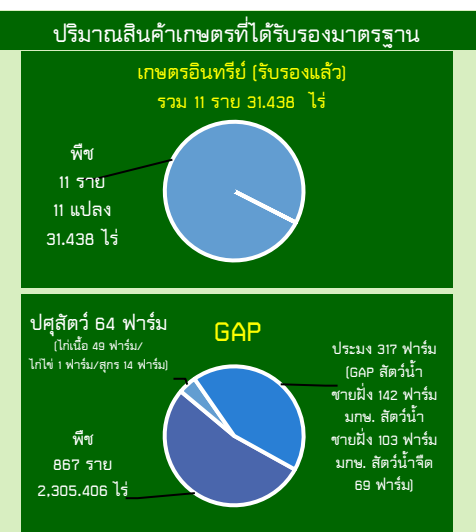 ปริมาณสินค้าเกษตรที่ได้รับรองมาตรฐาน
เกษตรอินทรีย์ (รับรองแล้ว)
รวม 11 ราย 31.438 ไร่
พืช
11 ราย
11 แปลง
31.438 ไร่
GAP
ปศุสัตว์ 64 ฟาร์ม
(ไก่เนื้อ 49 ฟาร์ม/
ไก่ไข่ 1 ฟาร์ม/สุกร 14 ฟาร์ม)
พืช
867 ราย
2,305.406 ไร่
ประมง 317 ฟาร์ม
(GAP สัตว์น้ำ
ชายฝั่ง 142 ฟาร์ม
มกษ. สัตว์น้ำ
ชายฝั่ง 103 ฟาร์ม
มกษ. สัตว์น้ำจืด
69 ฟาร์ม)